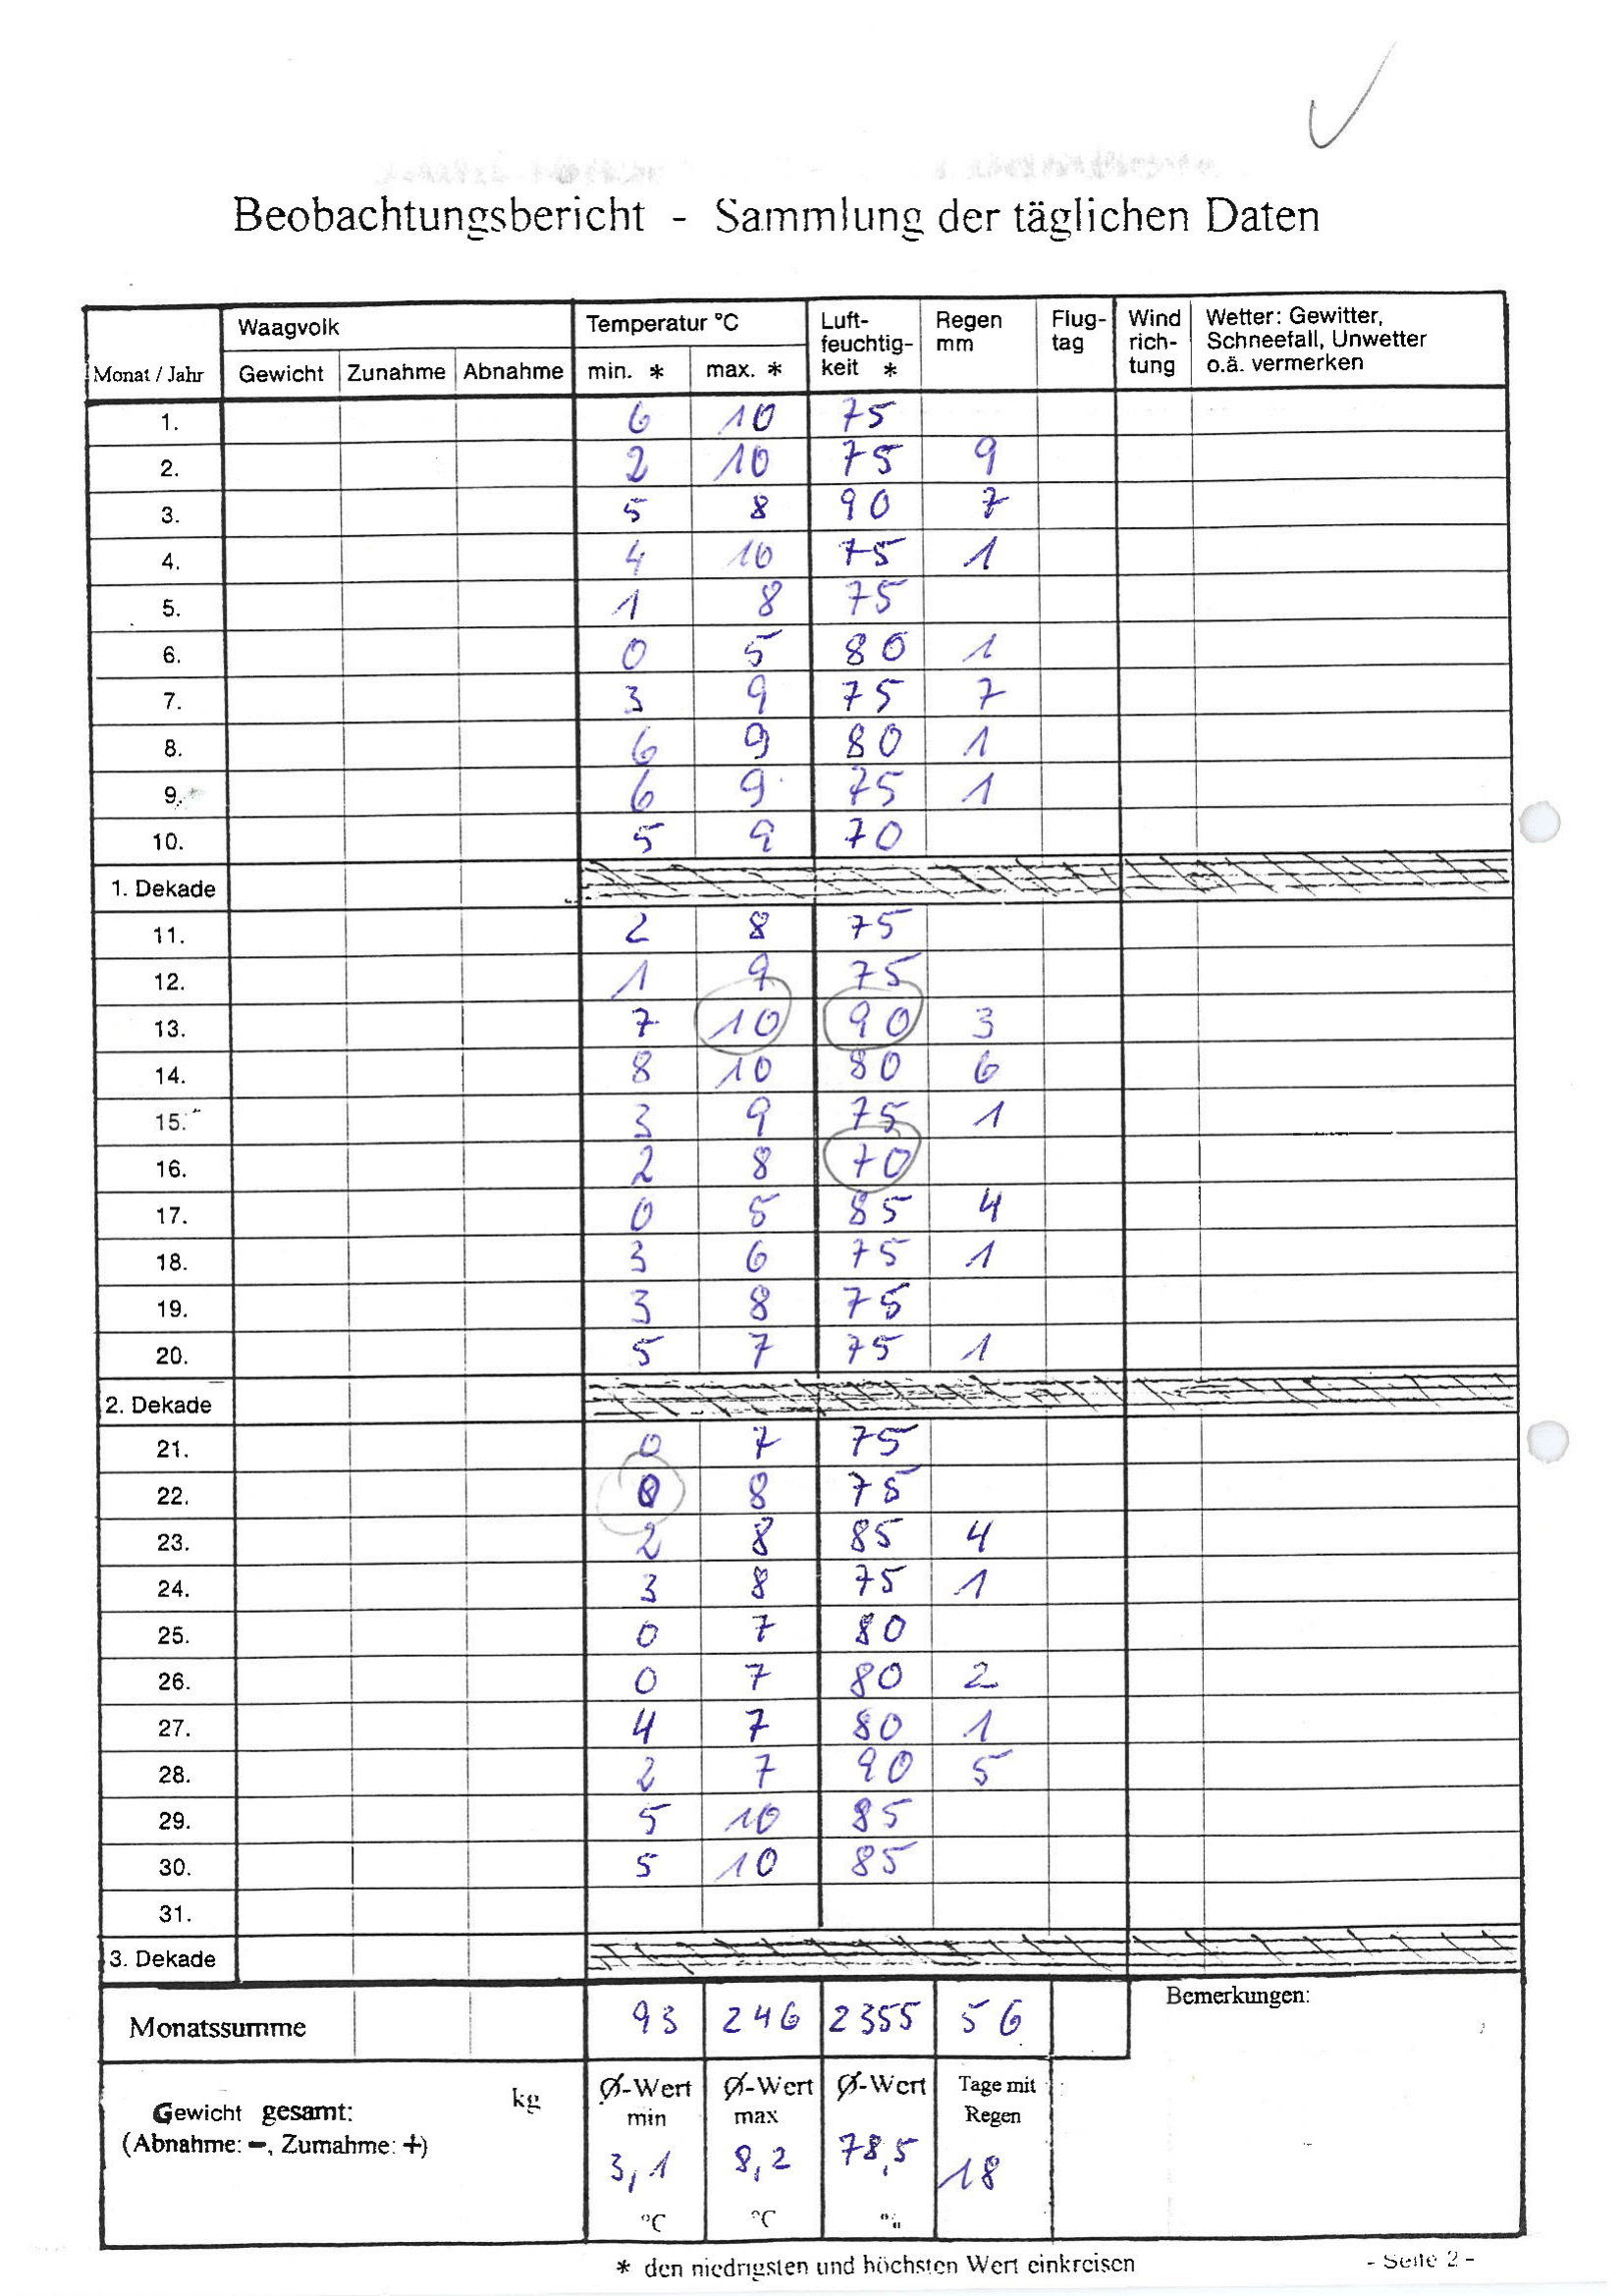 Beobachtungsbericht - Sammlung der täglichen Daten
Monat / Jahr Waagvolk Temperatur °C Luft-feuchtig-keit * Regen mm Flug-tag Wind rich-tung Wetter: Gewitter, Schneefall, Unwetter o.ä. vermerken
Gewicht Zunahme Abnahme min. * max. *
1. 6 10 75
2. 2 10 75 9
3. 5 8 90 7
4. 4 10 75 1
5. 1 8 75
6. 0 5 80 1
7. 3 9 75 7
8. 6 9 80 1
9. 6 9 75 1
10. 5 9 70
1. Dekade
11. 2 8 75
12. 1 9 75
13. 7 10 90 3
14. 8 10 80 6
15. 3 9 75 1
16. 2 8 70
17. 0 5 85 4
18. 3 6 75 1
19. 3 8 75
20. 5 7 75 1
2. Dekade
21. 0 7 75
22. 0 8 75
23. 2 8 85 4
24. 3 8 75 1
25. 0 7 80
26. 0 7 80 2
27. 4 7 80 1
28. 2 7 90 5
29. 5 10 85
30. 5 10 85
31.
3. Dekade
Monatssumme 93 246 2355 56
Bemerkungen:
Gewicht gesamt: kg
(Abnahme: -, Zumahme: +)
Ø-Wert min 3,1 °C
Ø-Wert max 8,2 °C
Ø-Wert 78,5 %
Tage mit Regen 18
* den niedrigsten und höchsten Wert einkreisen
- Seite 2 -